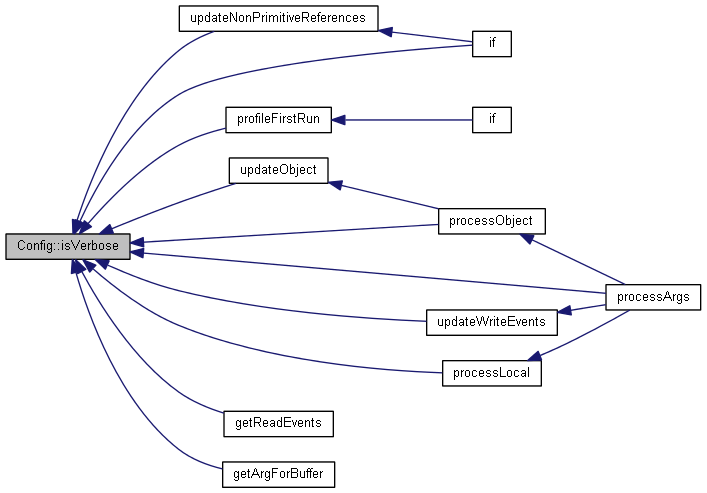 updateNonPrimitiveReferences
if
profileFirstRun
if
updateObject
processObject
Config::isVerbose
processArgs
updateWriteEvents
processLocal
getReadEvents
getArgForBuffer